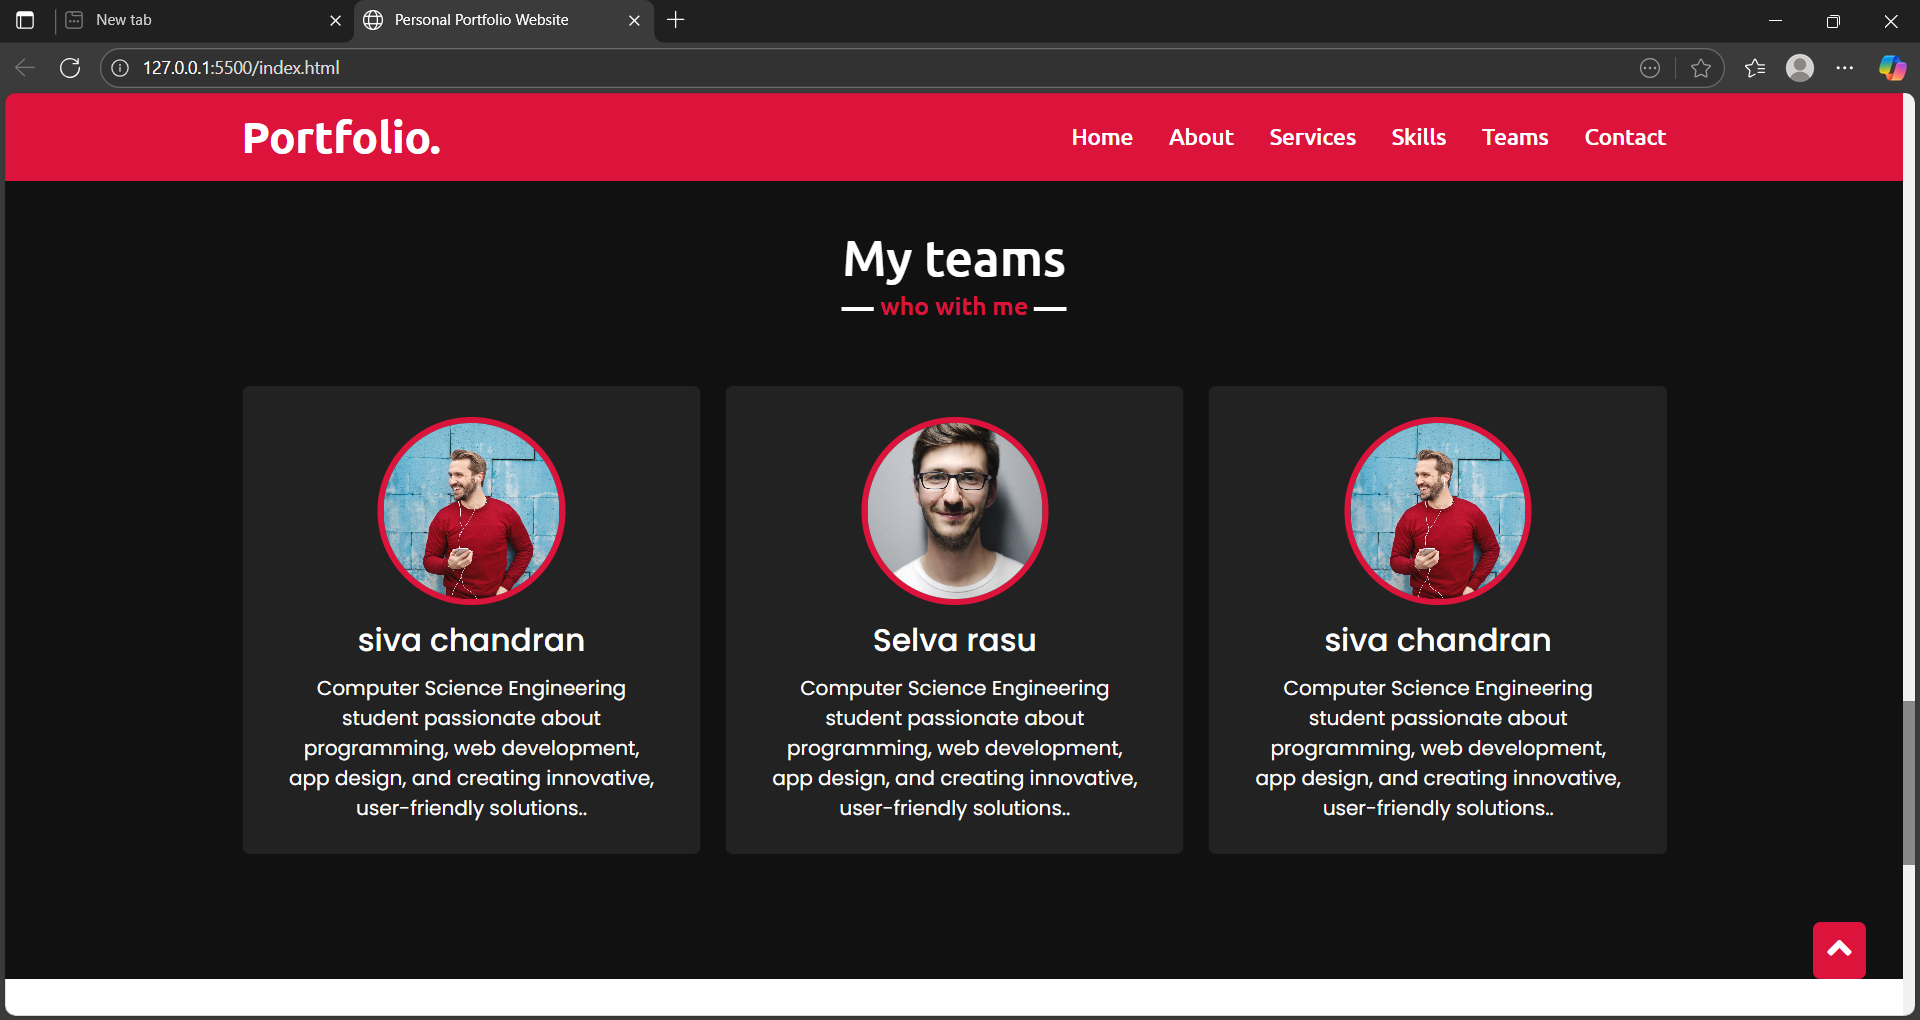 New tab
Personal Portfolio Website
127.0.0.1:5500/index.html
Portfolio.
Home About Services Skills Teams Contact
My teams
who with me
siva chandran
Computer Science Engineering
student passionate about
programming, web development,
app design, and creating innovative,
user-friendly solutions..
Selva rasu
Computer Science Engineering
student passionate about
programming, web development,
app design, and creating innovative,
user-friendly solutions..
siva chandran
Computer Science Engineering
student passionate about
programming, web development,
app design, and creating innovative,
user-friendly solutions..